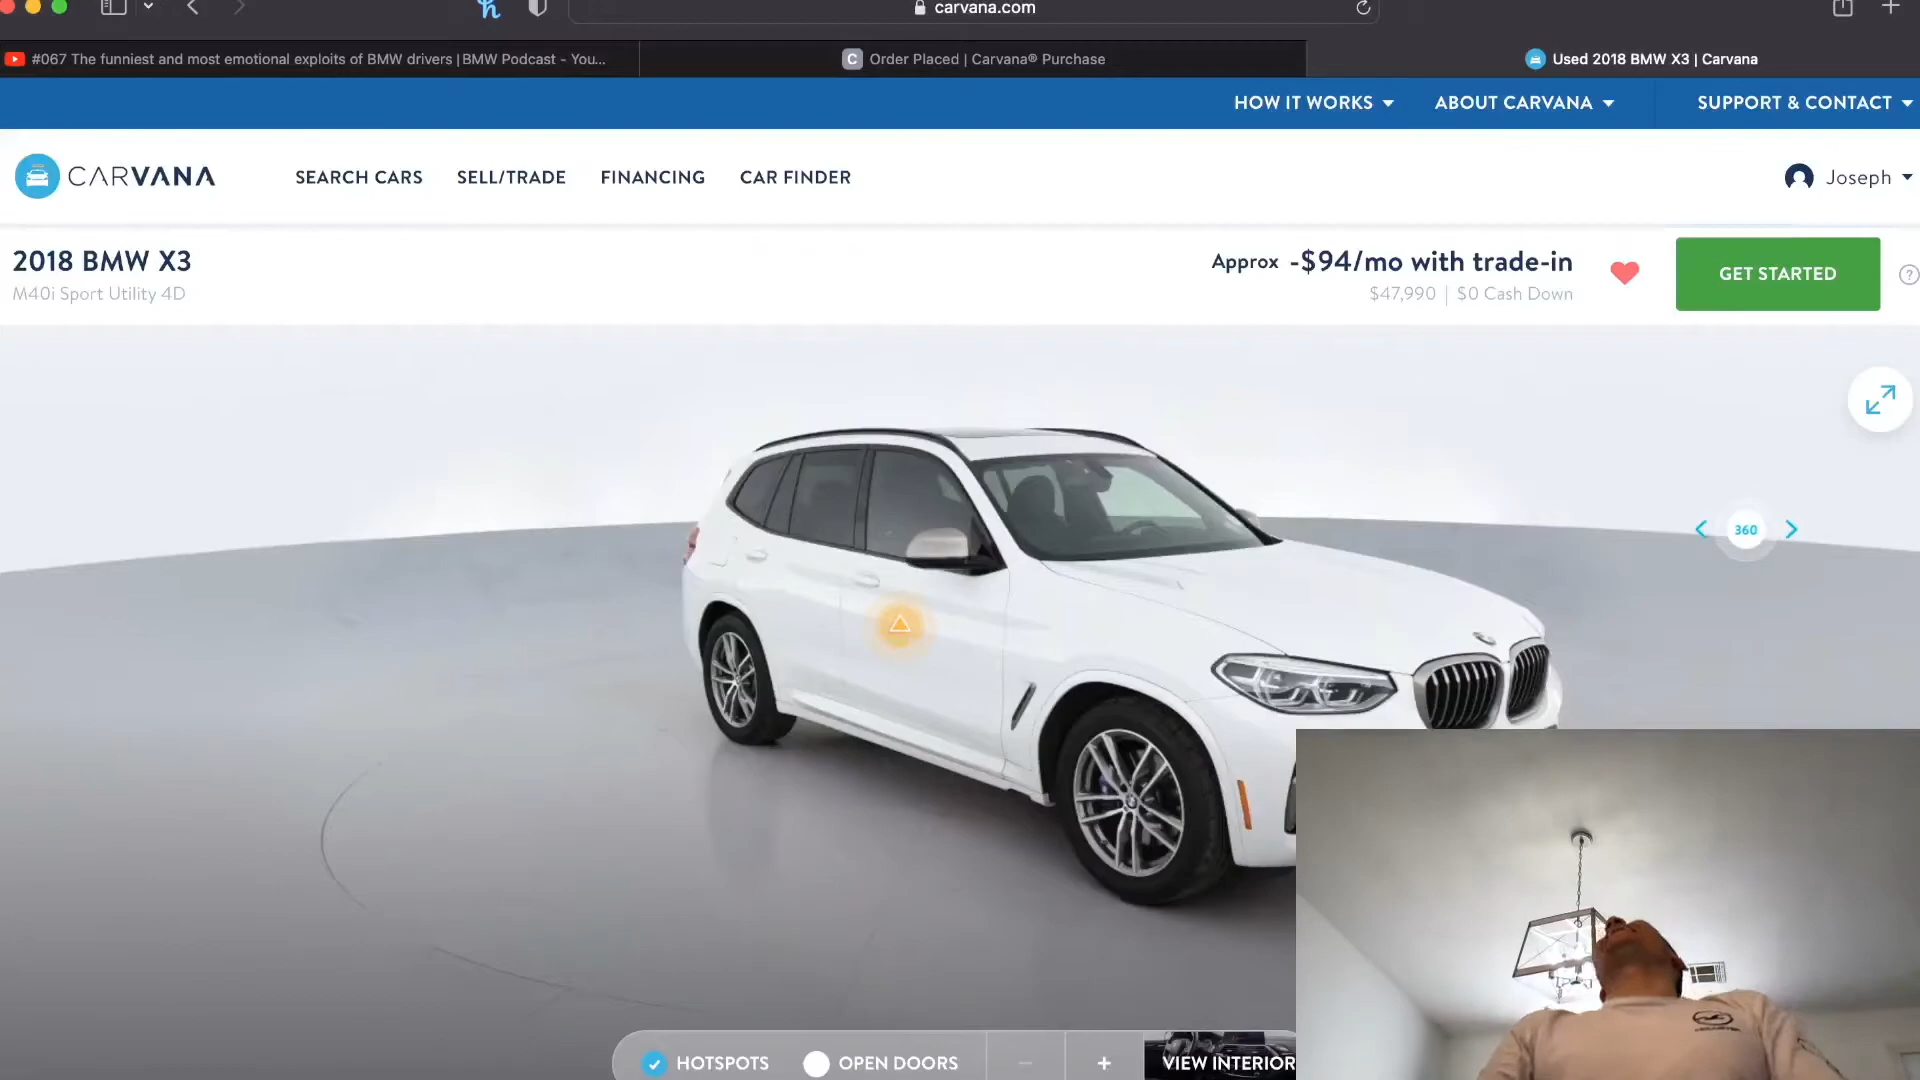 carvana.com
#067 The funniest and most emotional exploits of BMW drivers | BMW Podcast - You...
C Order Placed | Carvana® Purchase
Used 2018 BMW X3 | Carvana
HOW IT WORKS
ABOUT CARVANA
SUPPORT & CONTACT
CARVANA
SEARCH CARS
SELL/TRADE
FINANCING
CAR FINDER
Joseph
2018 BMW X3
M40i Sport Utility 4D
Approx -$94/mo with trade-in
$47,990 | $0 Cash Down
GET STARTED
?
360
HOTSPOTS
OPEN DOORS
VIEW INTERIOR